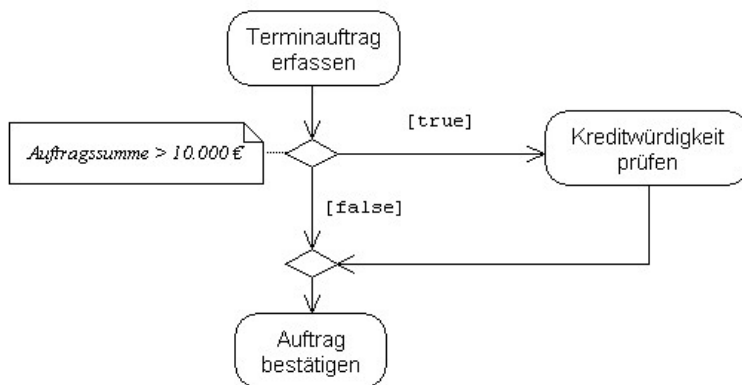 Terminauftrag
erfassen
[true]
Auftragssumme > 10.000 €
Kreditwürdigkeit
prüfen
[false]
Auftrag
bestätigen